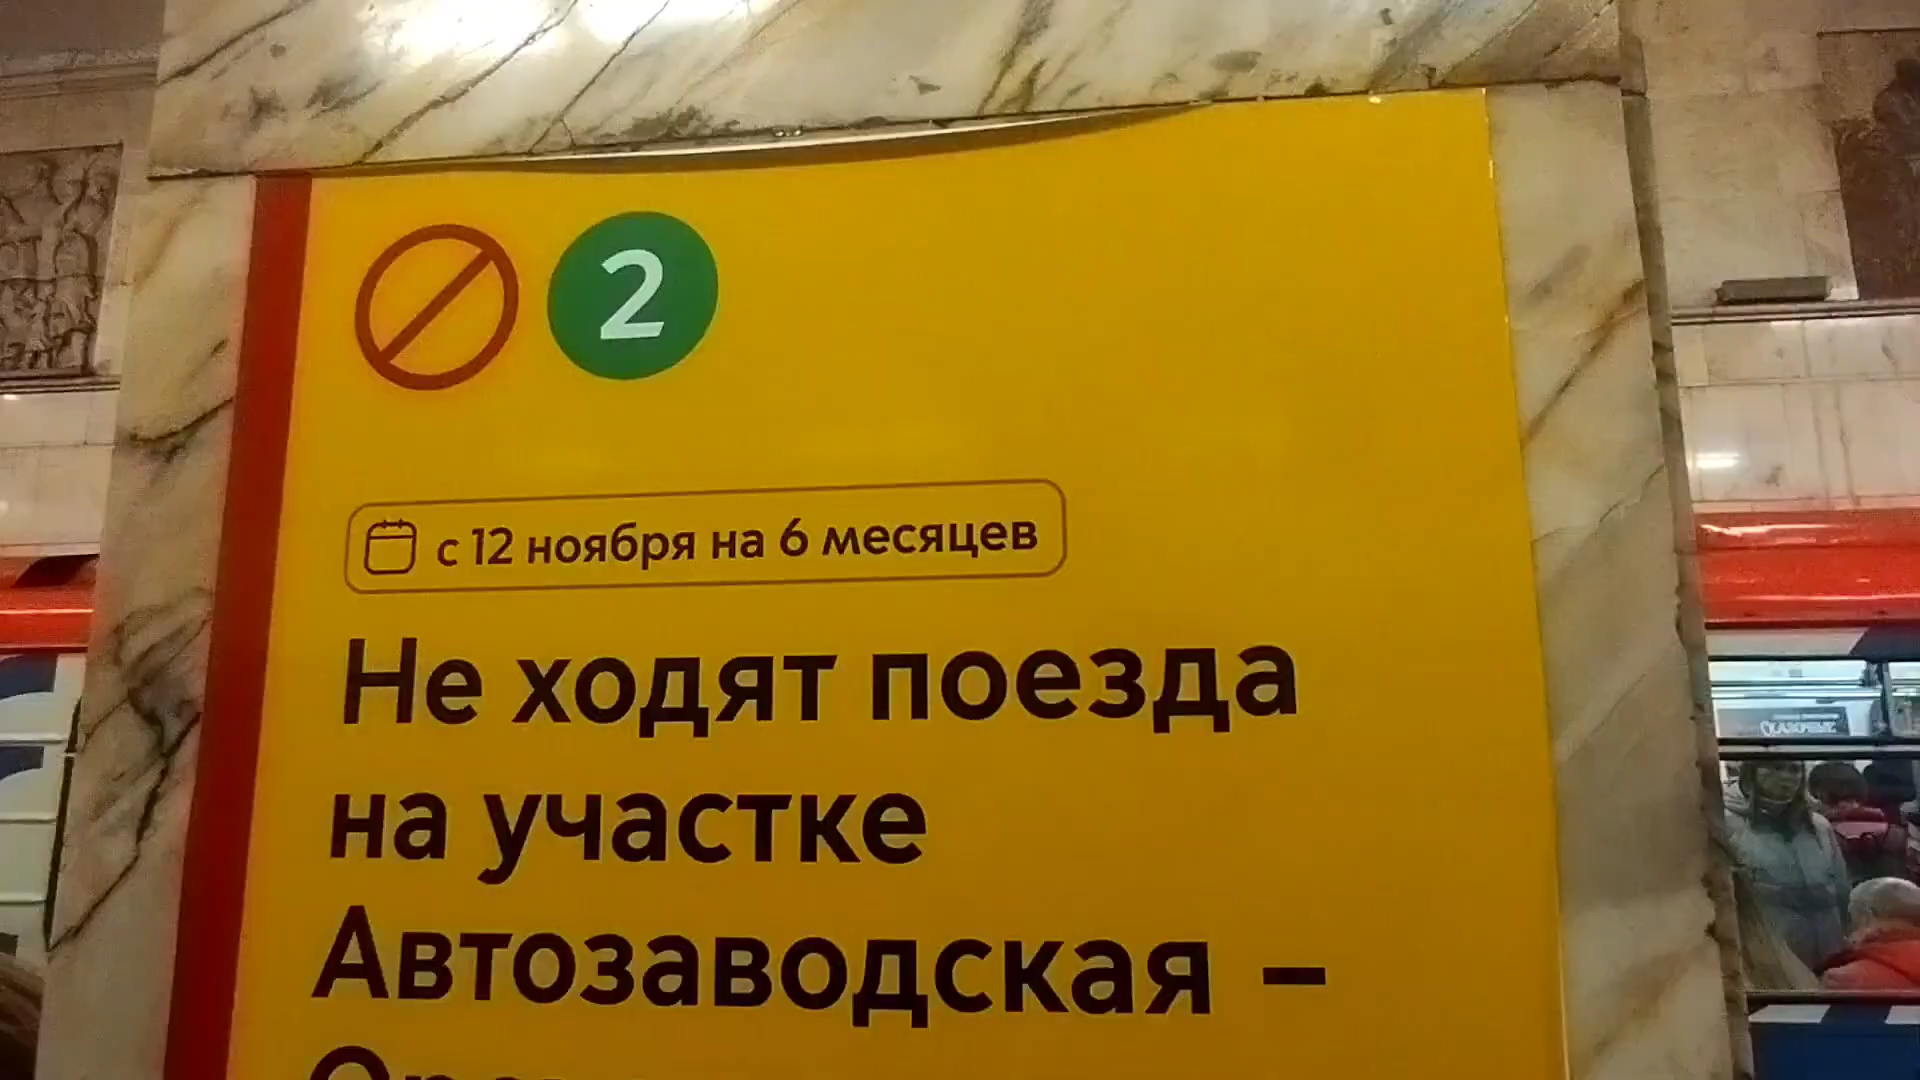 2
с 12 ноября на 6 месяцев
Не ходят поезда
на участке
Автозаводская –